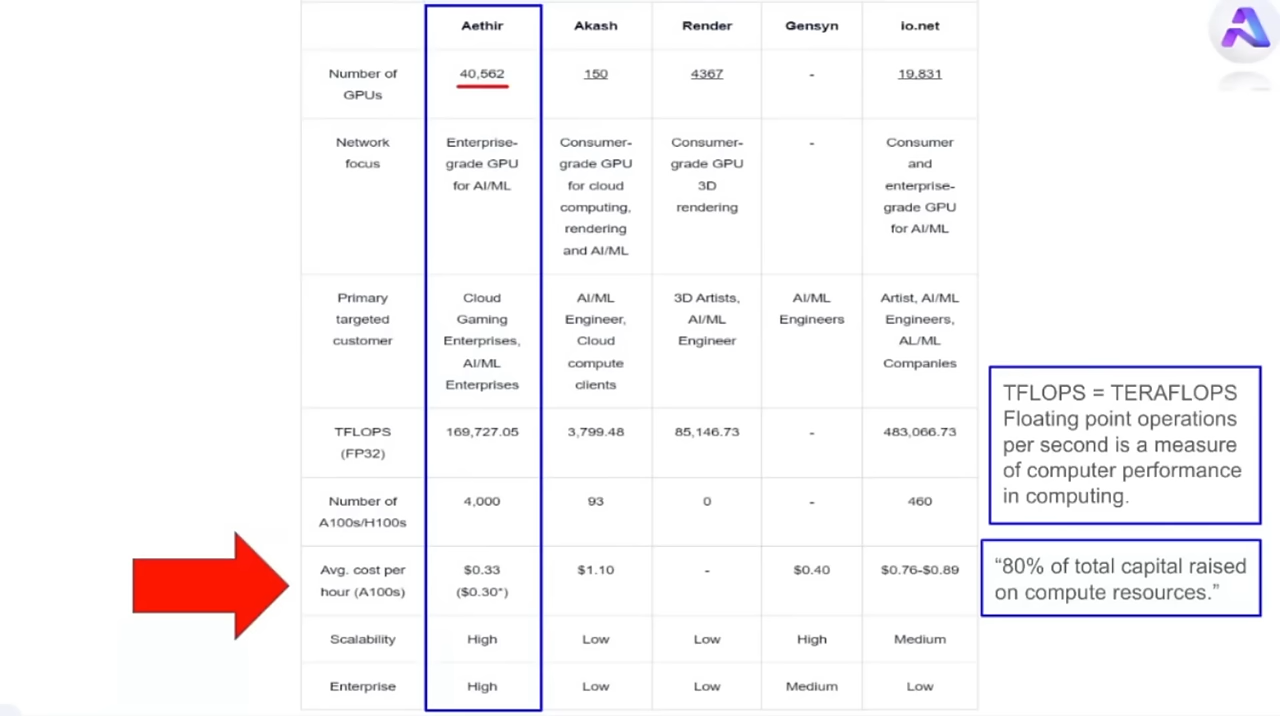 Aethir Akash Render Gensyn io.net
Number of GPUs 40,562 150 4367 - 19,831
Network focus Enterprise-grade GPU for AI/ML Consumer-grade GPU for cloud computing, rendering and AI/ML Consumer-grade GPU 3D rendering - Consumer and enterprise-grade GPU for AI/ML
Primary targeted customer Cloud Gaming Enterprises, AI/ML Enterprises AI/ML Engineer, Cloud compute clients 3D Artists, AI/ML Engineer AI/ML Engineers Artist, AI/ML Engineers, AL/ML Companies
TFLOPS (FP32) 169,727.05 3,799.48 85,146.73 - 483,066.73
Number of A100s/H100s 4,000 93 0 - 460
Avg. cost per hour (A100s) $0.33 ($0.30*) $1.10 - $0.40 $0.76-$0.89
Scalability High Low Low High Medium
Enterprise High Low Low Medium Low
TFLOPS = TERAFLOPS
Floating point operations
per second is a measure
of computer performance
in computing.
“80% of total capital raised
on compute resources.”